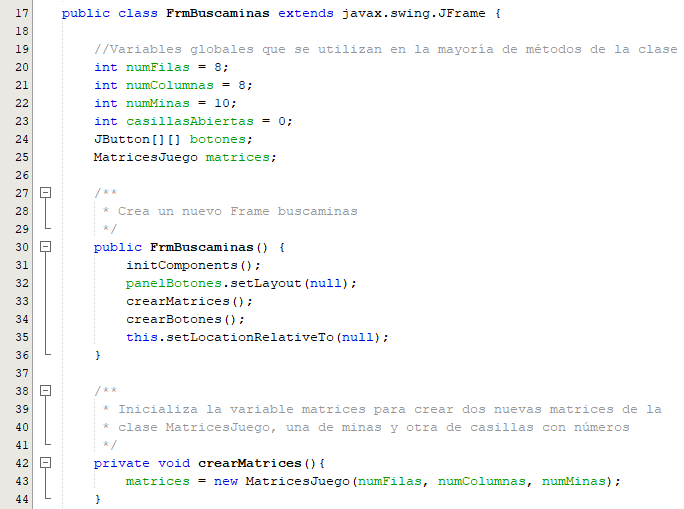 17 public class FrmBuscaminas extends javax.swing.JFrame {
18
19 //Variables globales que se utilizan en la mayoría de métodos de la clase
20 int numFilas = 8;
21 int numColumnas = 8;
22 int numMinas = 10;
23 int casillasAbiertas = 0;
24 JButton[][] botones;
25 MatricesJuego matrices;
26
27 /**
28 * Crea un nuevo Frame buscaminas
29 */
30 public FrmBuscaminas() {
31 initComponents();
32 panelBotones.setLayout(null);
33 crearMatrices();
34 crearBotones();
35 this.setLocationRelativeTo(null);
36 }
37
38 /**
39 * Inicializa la variable matrices para crear dos nuevas matrices de la
40 * clase MatricesJuego, una de minas y otra de casillas con números
41 */
42 private void crearMatrices(){
43 matrices = new MatricesJuego(numFilas, numColumnas, numMinas);
44 }